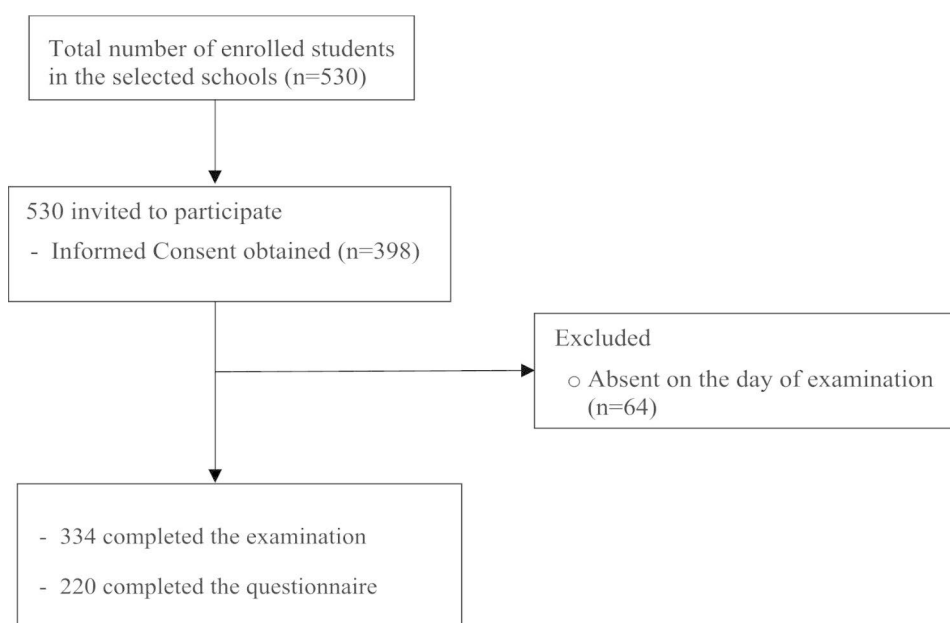 Total number of enrolled students
in the selected schools (n=530)
530 invited to participate
- Informed Consent obtained (n=398)
Excluded
o Absent on the day of examination
(n=64)
- 334 completed the examination
- 220 completed the questionnaire